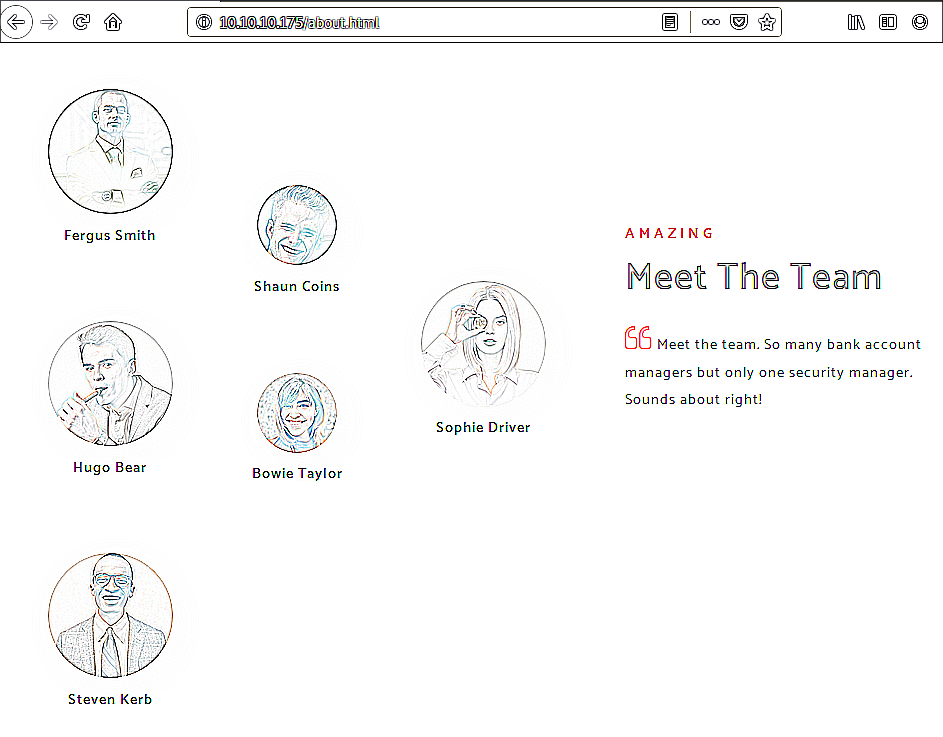 10.10.10.175/about.html
Fergus Smith
Shaun Coins
Hugo Bear
Bowie Taylor
Sophie Driver
Steven Kerb
AMAZING
Meet The Team
Meet the team. So many bank account
managers but only one security manager.
Sounds about right!